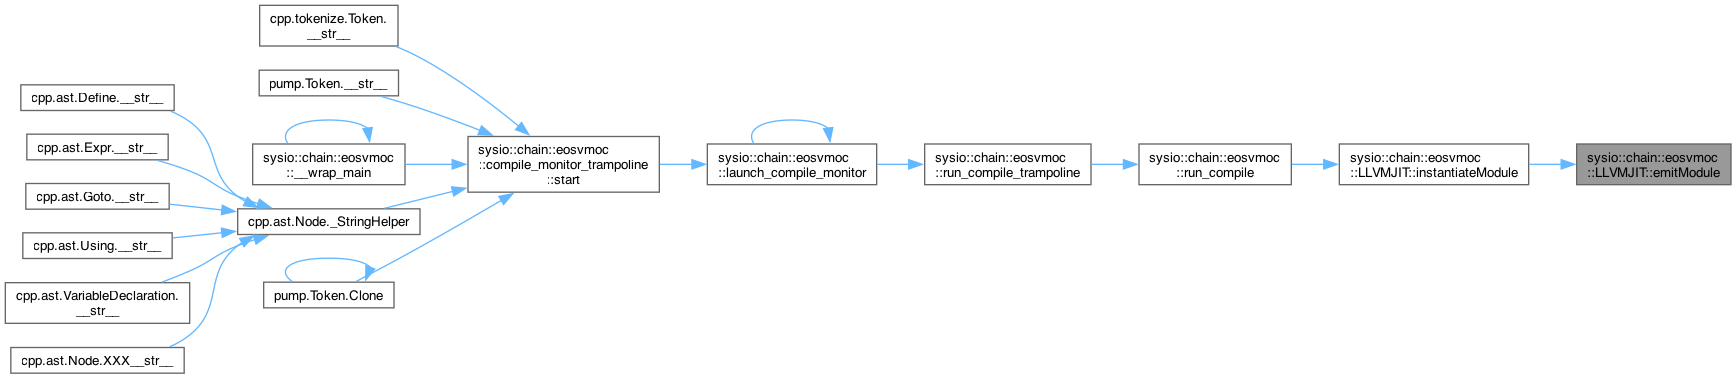 cpp.tokenize.Token.
__str__
pump.Token.__str__
cpp.ast.Define.__str__
cpp.ast.Expr.__str__
sysio::chain::eosvmoc
::__wrap_main
sysio::chain::eosvmoc
::compile_monitor_trampoline
::start
sysio::chain::eosvmoc
::launch_compile_monitor
sysio::chain::eosvmoc
::run_compile_trampoline
sysio::chain::eosvmoc
::run_compile
sysio::chain::eosvmoc
::LLVMJIT::instantiateModule
sysio::chain::eosvmoc
::LLVMJIT::emitModule
cpp.ast.Goto.__str__
cpp.ast.Node._StringHelper
cpp.ast.Using.__str__
cpp.ast.VariableDeclaration.
__str__
pump.Token.Clone
cpp.ast.Node.XXX__str__